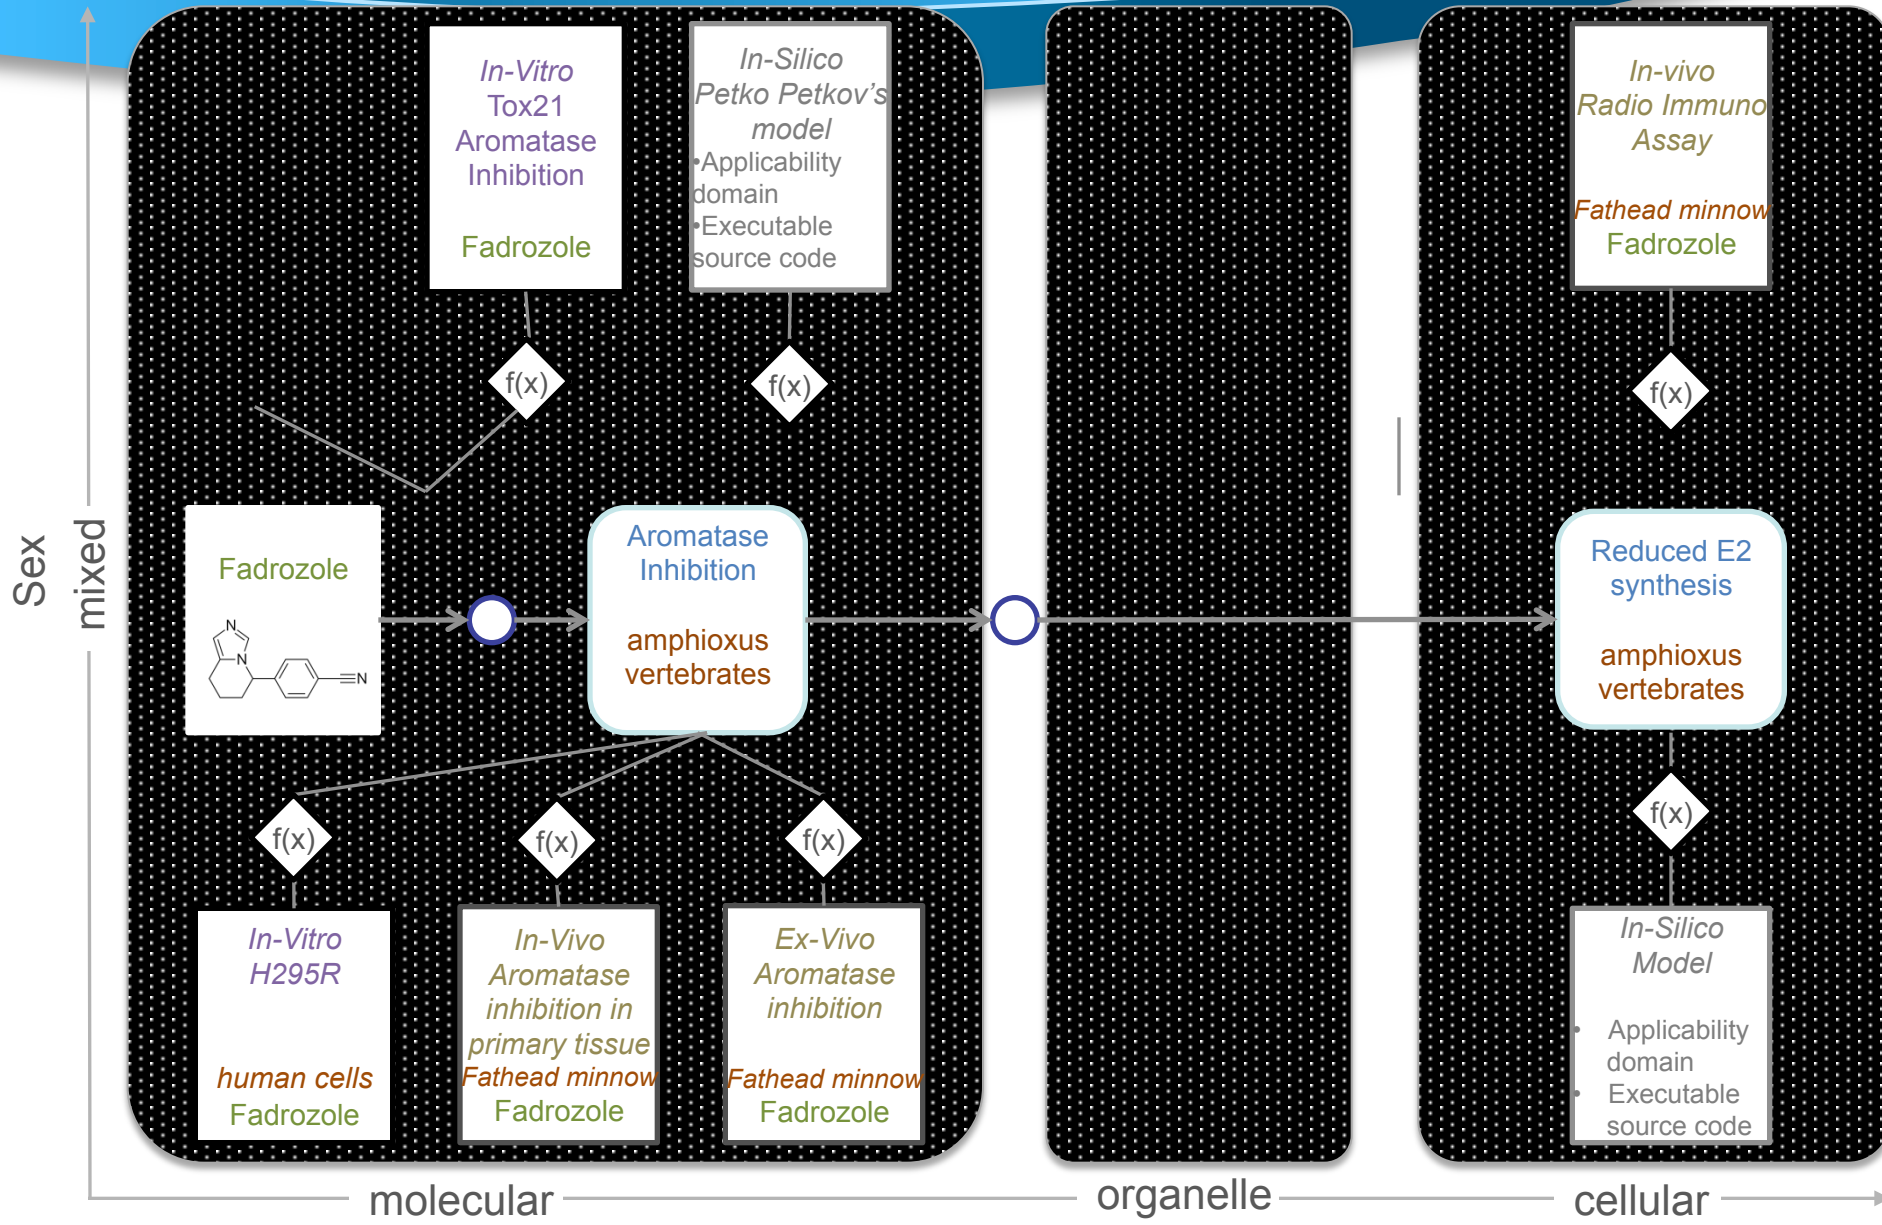 In-Vitro
Tox21
Aromatase
Inhibition
Fadrozole
In-Silico
Petko Petkov's
model
•Applicability
domain
•Executable
source code
In-vivo
Radio Immuno
Assay
Fathead minnow
Fadrozole
f(x)
f(x)
f(x)
Sex
mixed
Fadrozole
N
N
N
Aromatase
Inhibition
amphioxus
vertebrates
Reduced E2
synthesis
amphioxus
vertebrates
f(x)
f(x)
f(x)
f(x)
In-Vitro
H295R
human cells
Fadrozole
In-Vivo
Aromatase
inhibition in
primary tissue
Fathead minnow
Fadrozole
Ex-Vivo
Aromatase
inhibition
Fathead minnow
Fadrozole
In-Silico
Model
• Applicability
domain
• Executable
source code
molecular
organelle
cellular